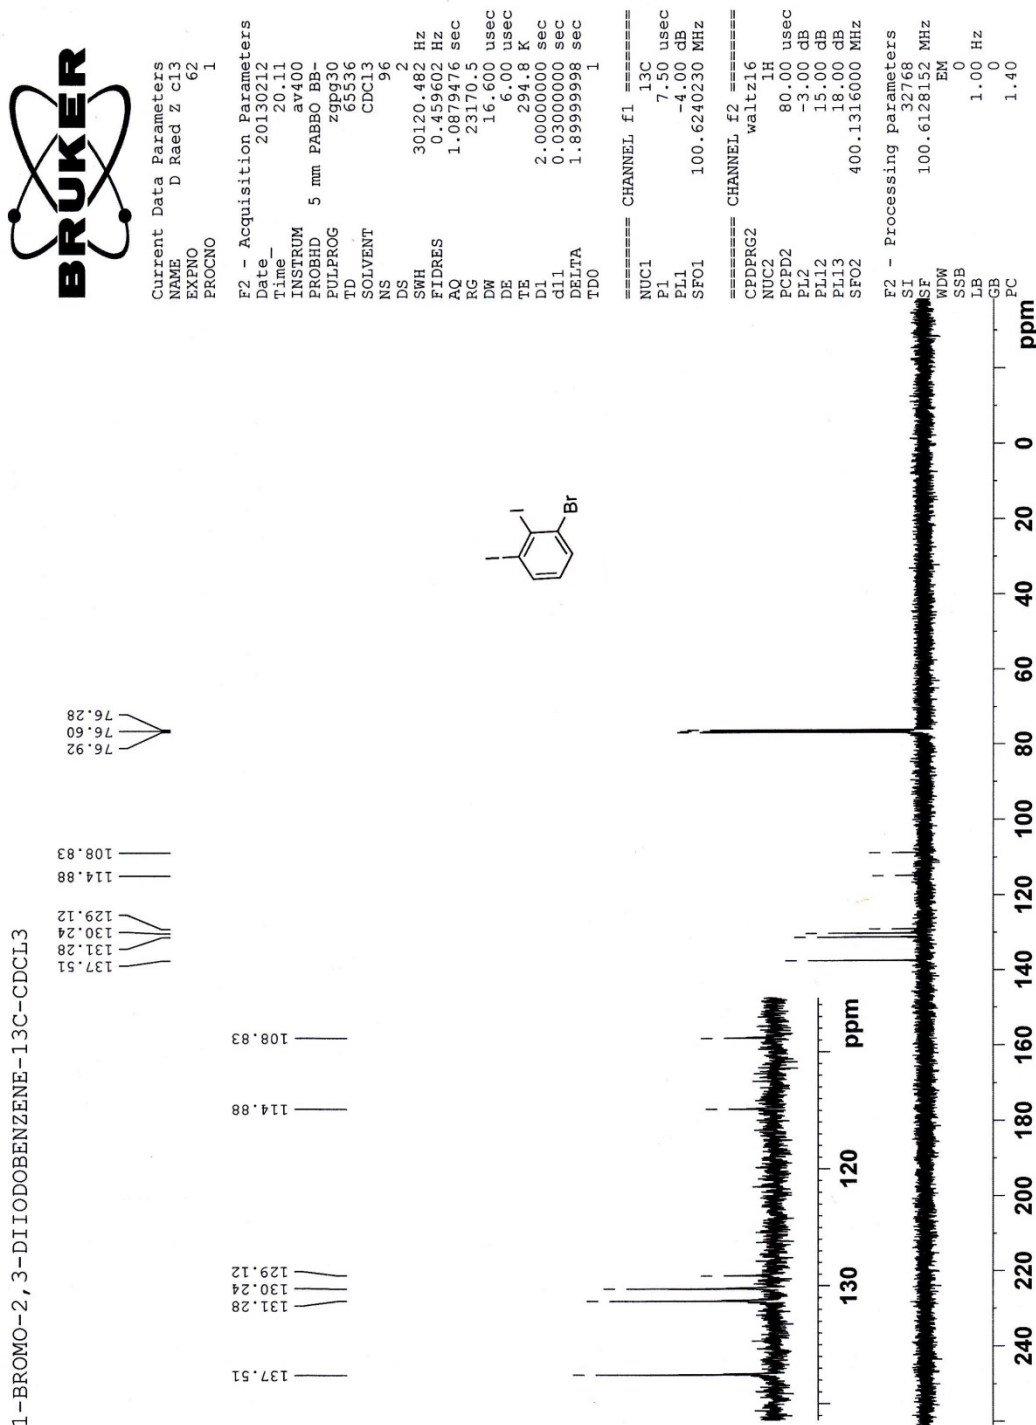 1-BROMO-2,3-DIIODOBENZENE-13C-CDCL3
BRUKER
Current Data Parameters
NAME D Raed Z c13
EXPNO 62
PROCNO 1
F2 - Acquisition Parameters
Date_ 20130212
Time 20.11
INSTRUM av400
PROBHD 5 mm PABBO BB-
PULPROG zgpg30
TD 65536
SOLVENT CDCl3
NS 96
DS 2
SWH 30120.482 Hz
FIDRES 0.459602 Hz
AQ 1.0879476 sec
RG 23170.5
DW 16.600 usec
DE 6.00 usec
TE 294.8 K
D1 2.00000000 sec
d11 0.03000000 sec
DELTA 1.89999998 sec
TD0 1
======== CHANNEL f1 ========
NUC1 13C
P1 7.50 usec
PL1 -4.00 dB
SFO1 100.6240230 MHz
======== CHANNEL f2 ========
CPDPRG2 waltz16
NUC2 1H
PCPD2 80.00 usec
PL2 -3.00 dB
PL12 15.00 dB
PL13 18.00 dB
SFO2 400.1316000 MHz
F2 - Processing parameters
SI 32768
SF 100.6128152 MHz
WDW EM
SSB 0
LB 1.00 Hz
GB 0
PC 1.40
137.51
131.28
130.24
129.12
114.88
108.83
76.92
76.60
76.28
137.51
131.28
130.24
129.12
114.88
108.83
130 120 ppm
I
I
Br
240 220 200 180 160 140 120 100 80 60 40 20 0 ppm